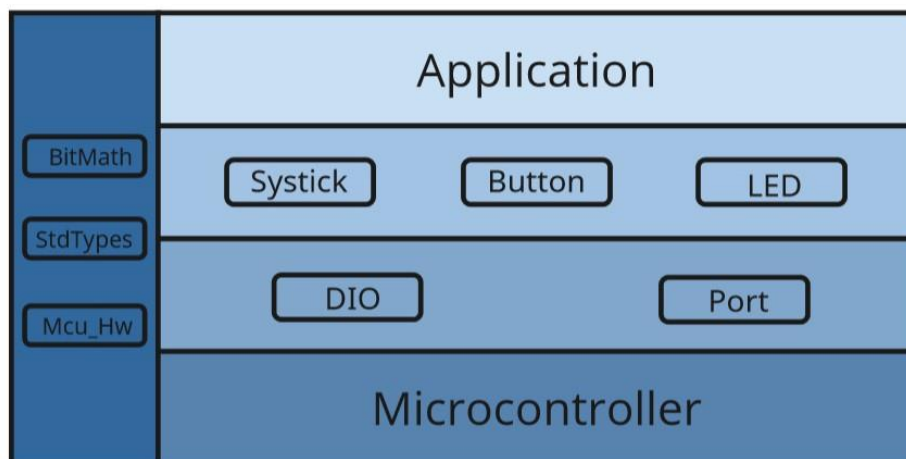 Application
BitMath
Systick
Button
LED
StdTypes
DIO
Port
Mcu_Hw
Microcontroller